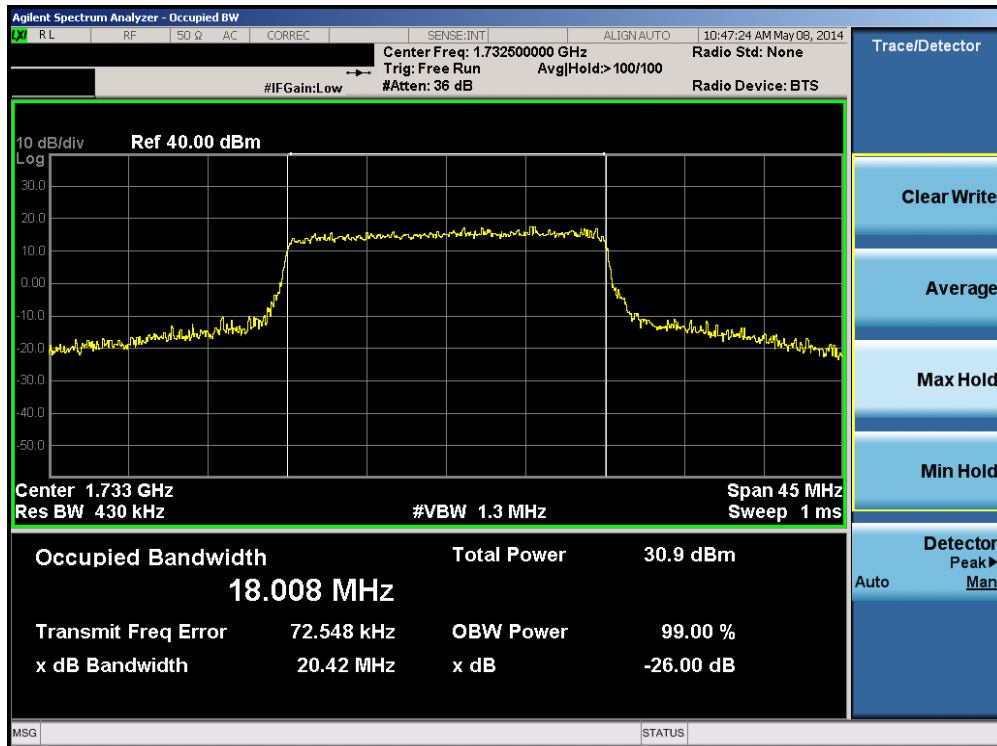 Agilent Spectrum Analyzer - Occupied BW
LXI RL RF 50 Ω AC CORREC SENSE:INT ALIGN AUTO 10:47:24 AM May 08, 2014
Center Freq: 1.732500000 GHz Radio Std: None
Trig: Free Run Avg|Hold:>100/100
#IFGain:Low #Atten: 36 dB Radio Device: BTS
Trace/Detector
10 dB/div Ref 40.00 dBm
Log
30.0
20.0
10.0
0.00
-10.0
-20.0
-30.0
-40.0
-50.0
Center 1.733 GHz Span 45 MHz
Res BW 430 kHz #VBW 1.3 MHz Sweep 1 ms
Clear Write
Average
Max Hold
Min Hold
Detector
Peak▶
Auto Man
Occupied Bandwidth Total Power 30.9 dBm
18.008 MHz
Transmit Freq Error 72.548 kHz OBW Power 99.00 %
x dB Bandwidth 20.42 MHz x dB -26.00 dB
MSG STATUS